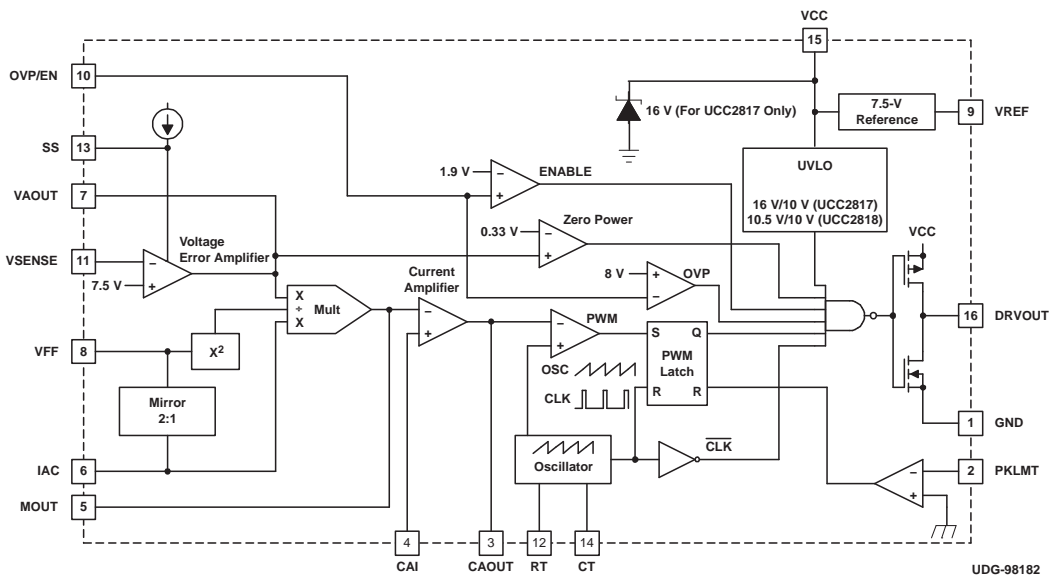 VCC
15
OVP/EN 10
16 V (For UCC2817 Only)
7.5-V
Reference
9 VREF
SS 13
1.9 V
−
+
ENABLE
UVLO
16 V/10 V (UCC2817)
10.5 V/10 V (UCC2818)
VAOUT 7
0.33 V
−
+
Zero Power
VCC
VSENSE 11
−
+
7.5 V
Voltage
Error Amplifier
8 V
+
−
OVP
Current
Amplifier
X
÷
X
Mult
−
+
−
+
PWM
16 DRVOUT
VFF 8
X2
S Q
PWM
Latch
R R
OSC
CLK
Mirror
2:1
1 GND
CLK
Oscillator
IAC 6
2 PKLMT
−
+
MOUT 5
4 3 12 14
CAI CAOUT RT CT
UDG-98182